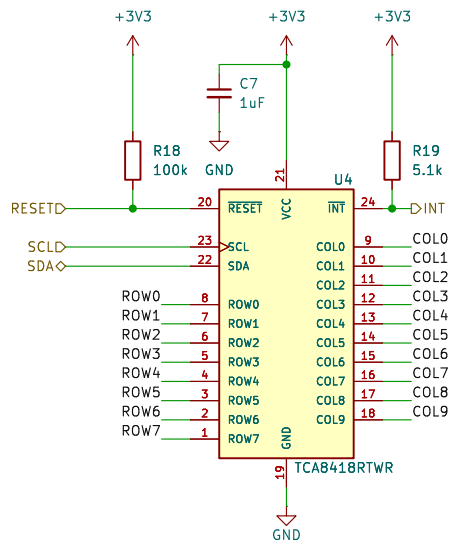 +3V3 +3V3 +3V3
C7
1uF
R18
100k
R19
5.1k
GND
21
U4
RESET 20 RESET VCC INT 24 INT
SCL 23 SCL COL0 9 COL0
SDA 22 SDA COL1 10 COL1
COL2 11 COL2
ROW0 8 ROW0 COL3 12 COL3
ROW1 7 ROW1 COL4 13 COL4
ROW2 6 ROW2 COL5 14 COL5
ROW3 5 ROW3 COL6 15 COL6
ROW4 4 ROW4 COL7 16 COL7
ROW5 3 ROW5 COL8 17 COL8
ROW6 2 ROW6 COL9 18 COL9
ROW7 1 ROW7 GND
19
TCA8418RTWR
GND